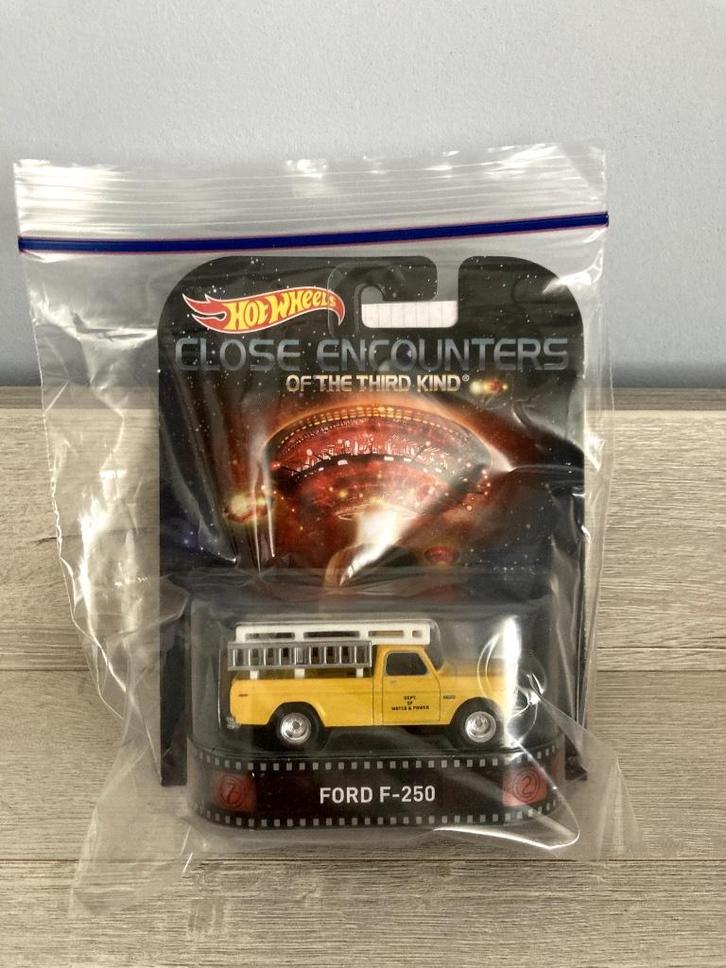 HOT WHEELS
CLOSE ENCOUNTERS
OF THE THIRD KIND®
DEPT.
OF
WATER & POWER
FORD F-250